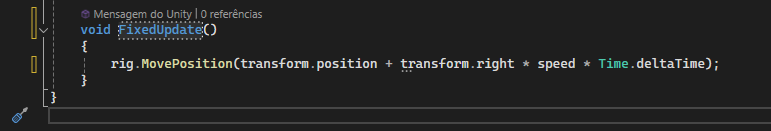 Mensagem do Unity | 0 referências
void FixedUpdate()
{
rig.MovePosition(transform.position + transform.right * speed * Time.deltaTime);
}
}